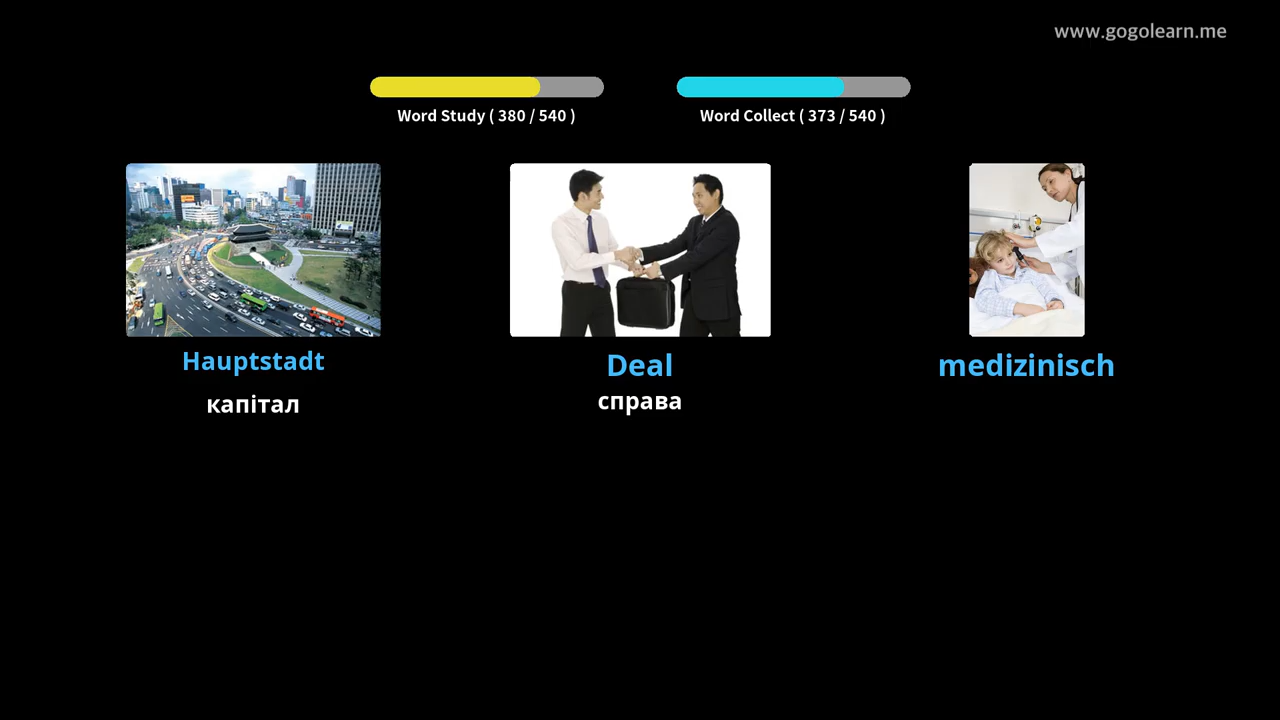 www.gogolearn.me
Word Study ( 380 / 540 )
Word Collect ( 373 / 540 )
Hauptstadt
капітал
Deal
справа
medizinisch